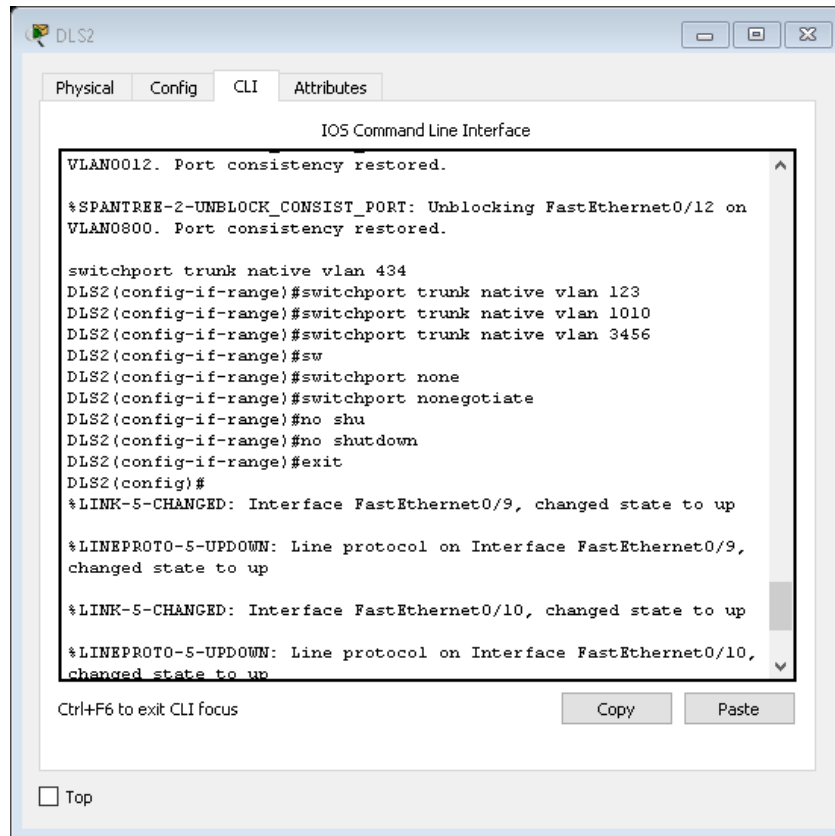 DLS2
Physical Config CLI Attributes
IOS Command Line Interface
VLAN0012. Port consistency restored.
%SPANTREE-2-UNBLOCK_CONSIST_PORT: Unblocking FastEthernet0/12 on
VLAN0800. Port consistency restored.
switchport trunk native vlan 434
DLS2(config-if-range)#switchport trunk native vlan 123
DLS2(config-if-range)#switchport trunk native vlan 1010
DLS2(config-if-range)#switchport trunk native vlan 3456
DLS2(config-if-range)#sw
DLS2(config-if-range)#switchport none
DLS2(config-if-range)#switchport nonegotiate
DLS2(config-if-range)#no shu
DLS2(config-if-range)#no shutdown
DLS2(config-if-range)#exit
DLS2(config)#
%LINK-5-CHANGED: Interface FastEthernet0/9, changed state to up
%LINEPROTO-5-UPDOWN: Line protocol on Interface FastEthernet0/9,
changed state to up
%LINK-5-CHANGED: Interface FastEthernet0/10, changed state to up
%LINEPROTO-5-UPDOWN: Line protocol on Interface FastEthernet0/10,
changed state to up
Ctrl+F6 to exit CLI focus
Copy Paste
Top